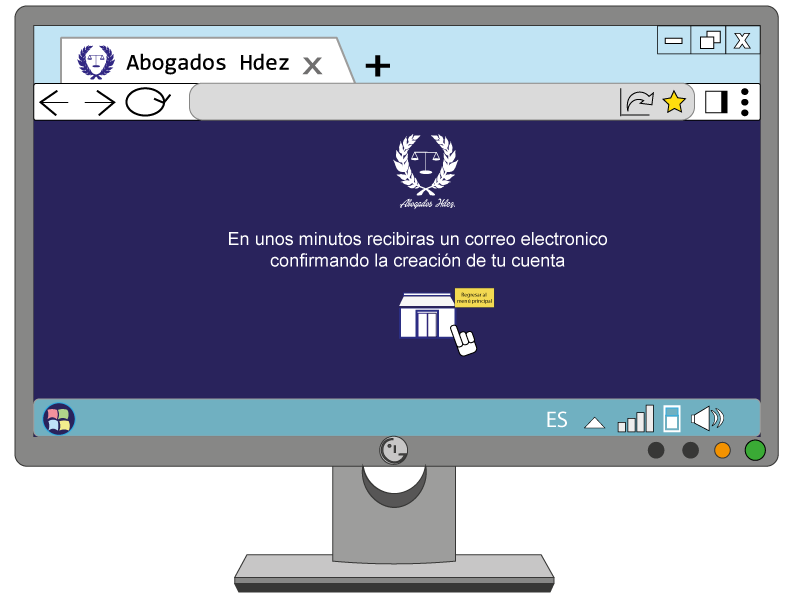 Abogados Hdez X
Abogados Hdez.
En unos minutos recibiras un correo electronico
confirmando la creación de tu cuenta
Regresar al
menú principal
ES